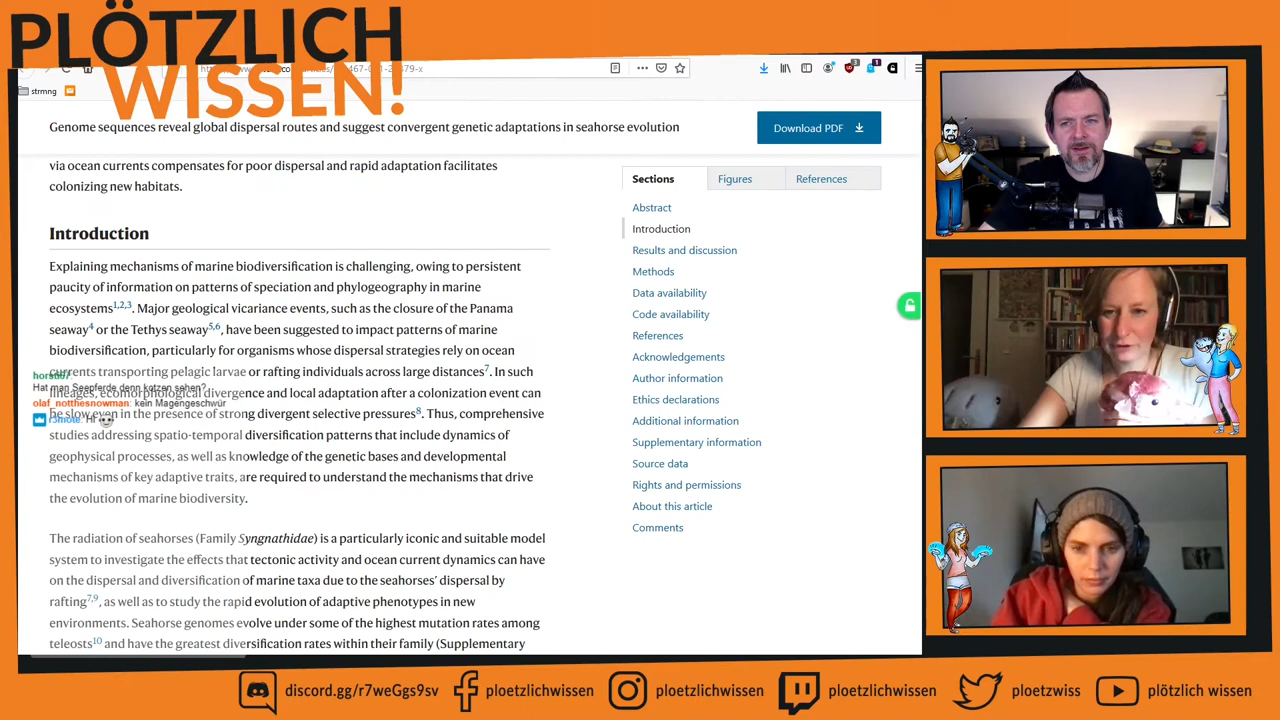 PLÖTZLICH
WISSEN!
strmng
Genome sequences reveal global dispersal routes and suggest convergent genetic adaptations in seahorse evolution
Download PDF
via ocean currents compensates for poor dispersal and rapid adaptation facilitates
colonizing new habitats.
Introduction
Explaining mechanisms of marine biodiversification is challenging, owing to persistent
paucity of information on patterns of speciation and phylogeography in marine
ecosystems1,2,3. Major geological vicariance events, such as the closure of the Panama
seaway4 or the Tethys seaway5,6, have been suggested to impact patterns of marine
biodiversification, particularly for organisms whose dispersal strategies rely on ocean
currents transporting pelagic larvae or rafting individuals across large distances7. In such
lineages, ecomorphological divergence and local adaptation after a colonization event can
be slow even in the presence of strong divergent selective pressures8. Thus, comprehensive
studies addressing spatio-temporal diversification patterns that include dynamics of
geophysical processes, as well as knowledge of the genetic bases and developmental
mechanisms of key adaptive traits, are required to understand the mechanisms that drive
the evolution of marine biodiversity.
The radiation of seahorses (Family Syngnathidae) is a particularly iconic and suitable model
system to investigate the effects that tectonic activity and ocean current dynamics can have
on the dispersal and diversification of marine taxa due to the seahorses' dispersal by
rafting7,9, as well as to study the rapid evolution of adaptive phenotypes in new
environments. Seahorse genomes evolve under some of the highest mutation rates among
teleosts10 and have the greatest diversification rates within their family (Supplementary
Hat man Seepferde denn kotzen sehen?
olaf_notthesnowman: kein Magengeschwür
Hi
Sections
Figures
References
Abstract
Introduction
Results and discussion
Methods
Data availability
Code availability
References
Acknowledgements
Author information
Ethics declarations
Additional information
Supplementary information
Source data
Rights and permissions
About this article
Comments
discord.gg/r7weGgs9sv
ploetzlichwissen
ploetzlichwissen
ploetzlichwissen
ploetzwiss
plötzlich wissen